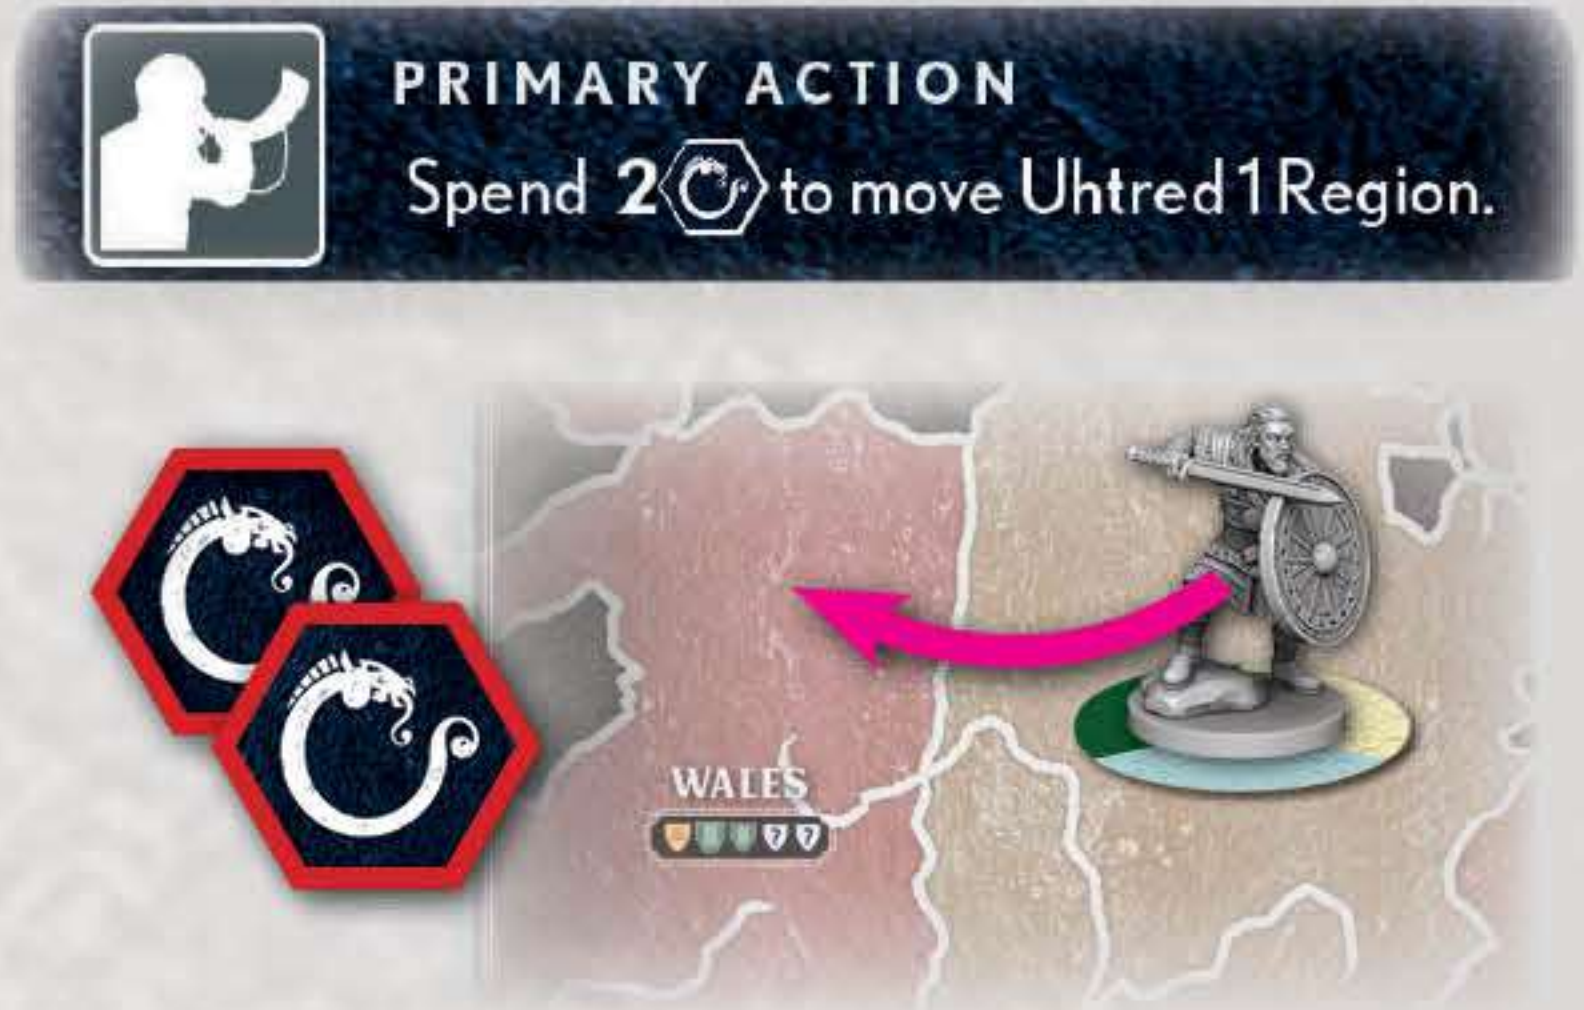 PRIMARY ACTION
Spend 2 to move Uhtred 1 Region.
WALES
? ?